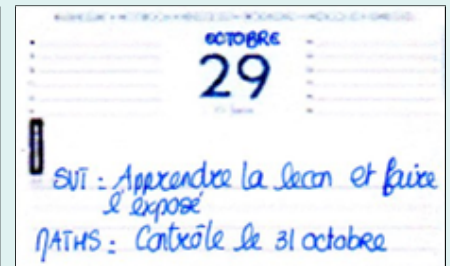 OCTOBRE
29
SVT : Apprendre la leçon et faire
l'exposé
MATHS : Contrôle le 31 octobre